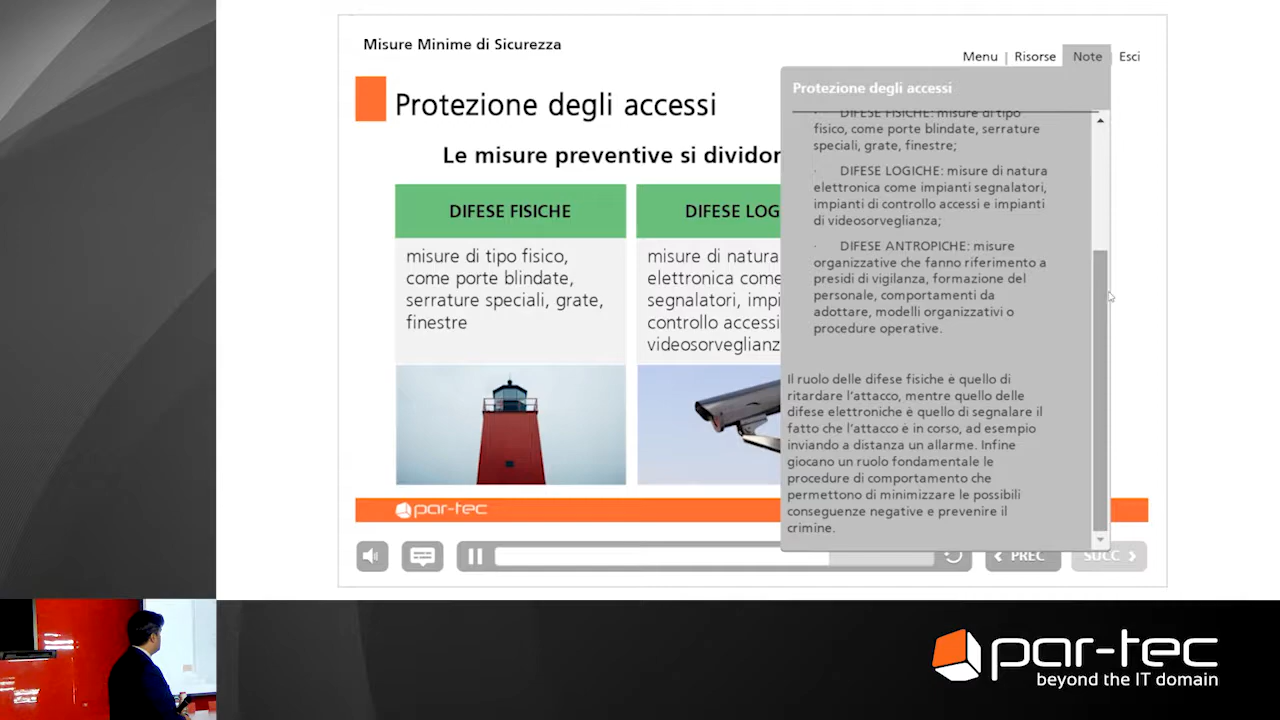 Misure Minime di Sicurezza
Menu | Risorse Note | Esci
Protezione degli accessi
Le misure preventive si dividon
DIFESE FISICHE
misure di tipo fisico,
come porte blindate,
serrature speciali, grate,
finestre
DIFESE LOG
misure di natura
elettronica come
segnalatori, impi
controllo accessi
videosorveglianz
Protezione degli accessi
· DIFESE FISICHE: misure di tipo
fisico, come porte blindate, serrature
speciali, grate, finestre;
· DIFESE LOGICHE: misure di natura
elettronica come impianti segnalatori,
impianti di controllo accessi e impianti
di videosorveglianza;
· DIFESE ANTROPICHE: misure
organizzative che fanno riferimento a
presidi di vigilanza, formazione del
personale, comportamenti da
adottare, modelli organizzativi o
procedure operative.
Il ruolo delle difese fisiche è quello di
ritardare l’attacco, mentre quello delle
difese elettroniche è quello di segnalare il
fatto che l’attacco è in corso, ad esempio
inviando a distanza un allarme. Infine
giocano un ruolo fondamentale le
procedure di comportamento che
permettono di minimizzare le possibili
conseguenze negative e prevenire il
crimine.
par-tec
PREC
SUCC
par-tec
beyond the IT domain